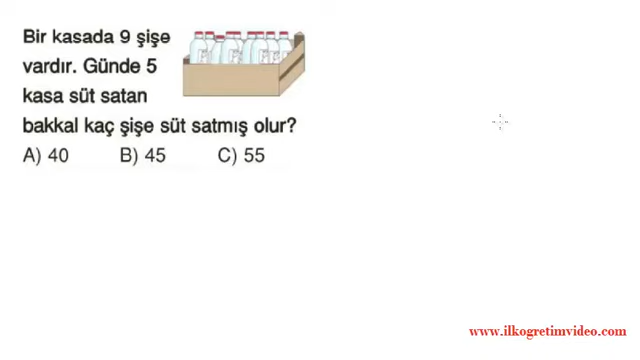 Bir kasada 9 şişe
vardır. Günde 5
kasa süt satan
bakkal kaç şişe süt satmış olur?
A) 40 B) 45 C) 55
www.ilkogretimvideo.com